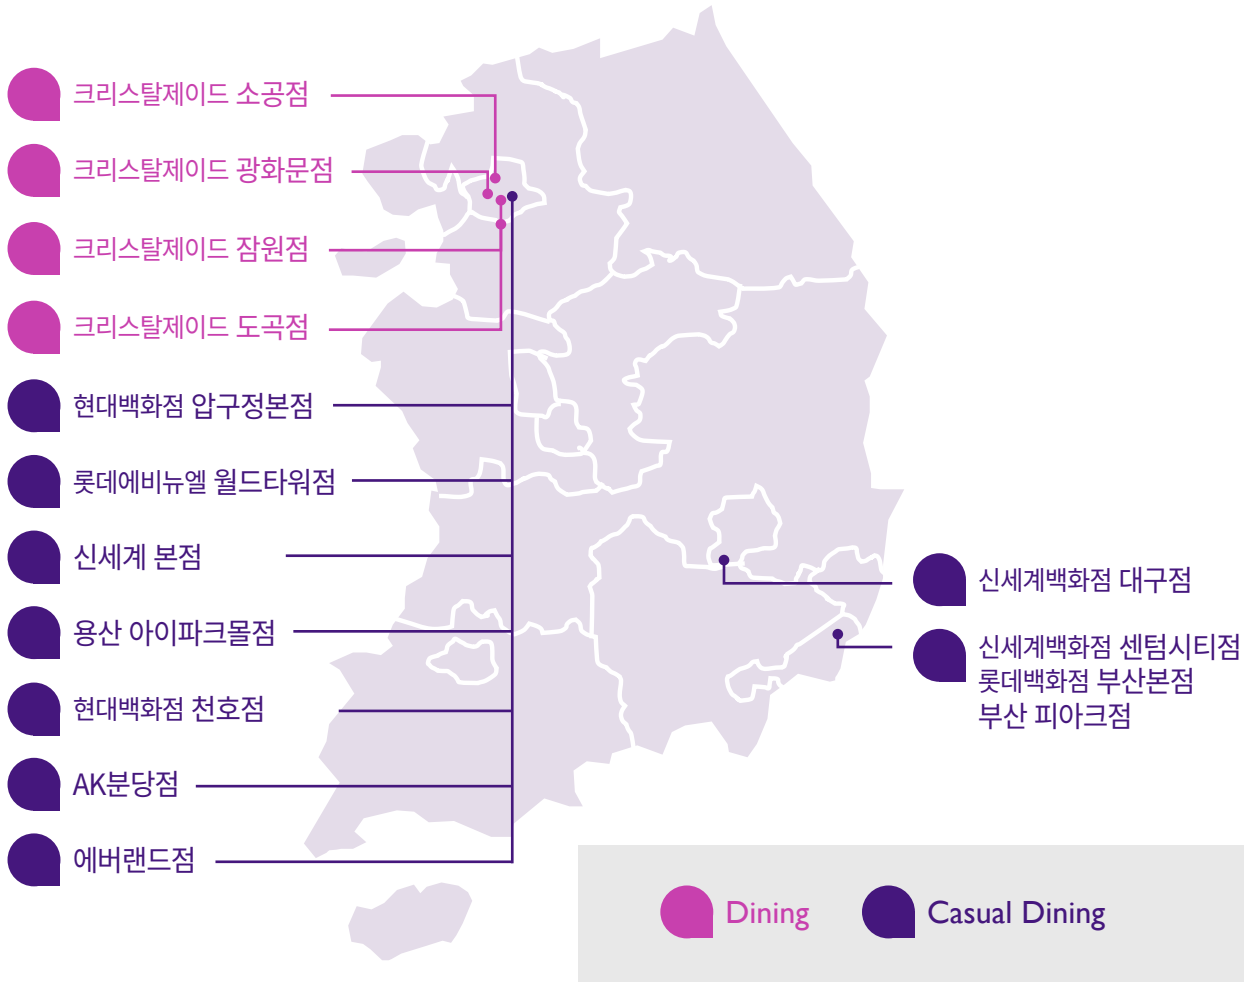 크리스탈제이드 소공점
크리스탈제이드 광화문점
크리스탈제이드 잠원점
크리스탈제이드 도곡점
현대백화점 압구정본점
롯데에비뉴엘 월드타워점
신세계 본점
용산 아이파크몰점
현대백화점 천호점
AK분당점
에버랜드점
신세계백화점 대구점
신세계백화점 센텀시티점
롯데백화점 부산본점
부산 피아크점
Dining
Casual Dining